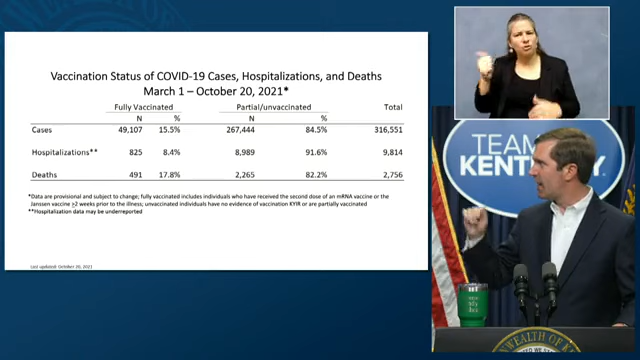 Vaccination Status of COVID-19 Cases, Hospitalizations, and Deaths
March 1 – October 20, 2021*
Fully Vaccinated Partial/unvaccinated Total
N % N %
Cases 49,107 15.5% 267,444 84.5% 316,551
Hospitalizations** 825 8.4% 8,989 91.6% 9,814
Deaths 491 17.8% 2,265 82.2% 2,756
*Data are provisional and subject to change; fully vaccinated includes individuals who have received the second dose of an mRNA vaccine or the
Janssen vaccine ≥2 weeks prior to the illness; unvaccinated individuals have no evidence of vaccination KYIR or are partially vaccinated
**Hospitalization data may be underreported
Last updated: October 20, 2021
TEAM
KENTUCKY